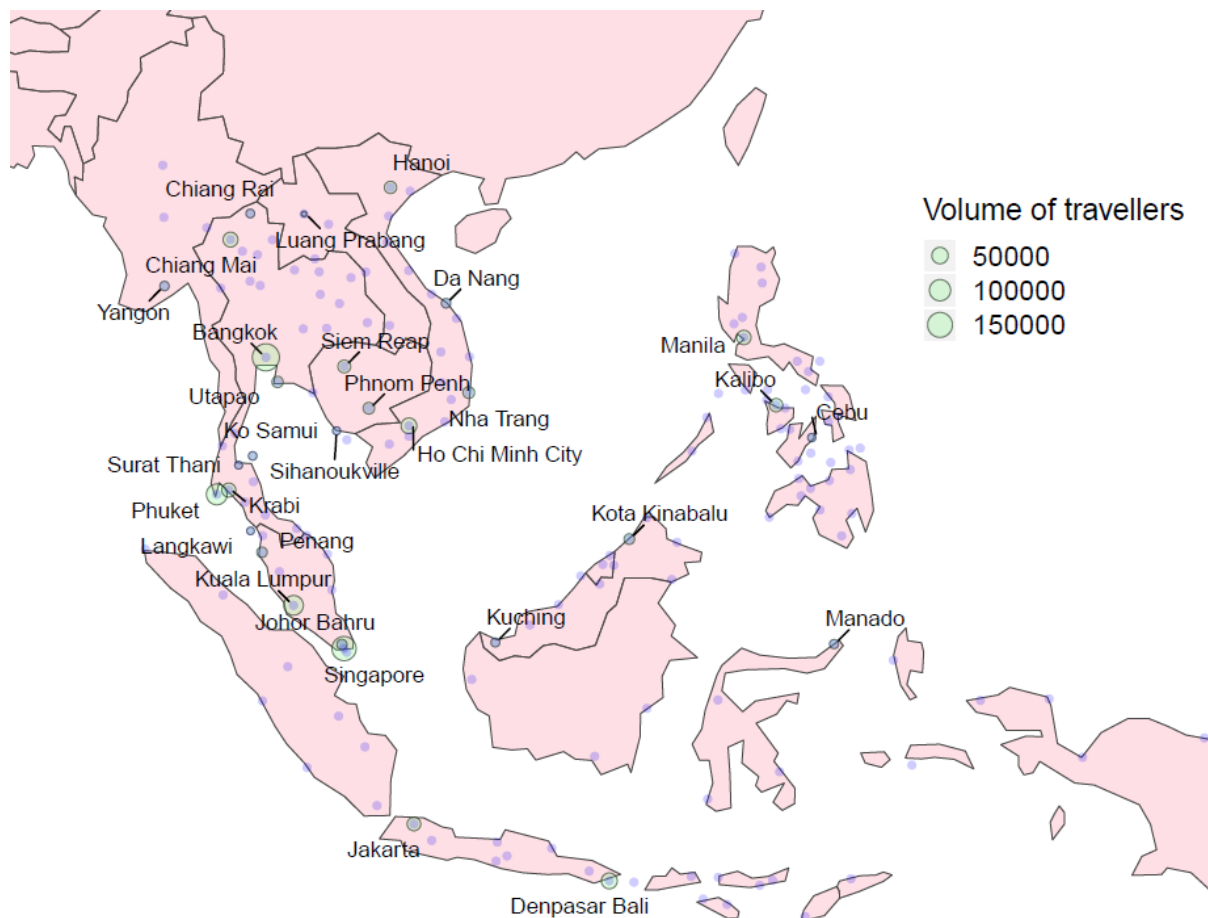 Hanoi
Chiang Rai
Volume of travellers
Luang Prabang
50000
Chiang Mai
Da Nang
100000
Yangon
150000
Bangkok
Siem Reap
Manila
Phnom Penh
Kalibo
Utapao
Cebu
Nha Trang
Ko Samui
Ho Chi Minh City
Surat Thani
Sihanoukville
Phuket
Krabi
Kota Kinabalu
Langkawi
Penang
Kuala Lumpur
Johor Bahru
Kuching
Manado
Singapore
Jakarta
Denpasar Bali